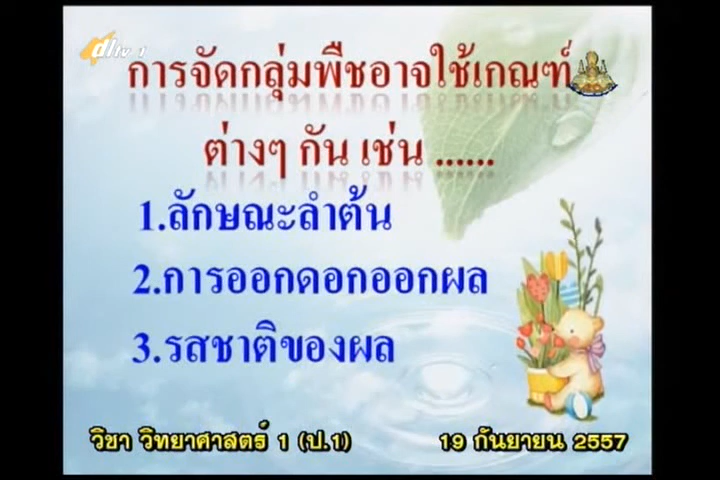 dltv 1
การจัดกลุ่มพืชอาจใช้เกณฑ์
ต่างๆ กัน เช่น ......
1.ลักษณะลำต้น
2.การออกดอกออกผล
3.รสชาติของผล
วิชา วิทยาศาสตร์ 1 (ป.1) 19 กันยายน 2557